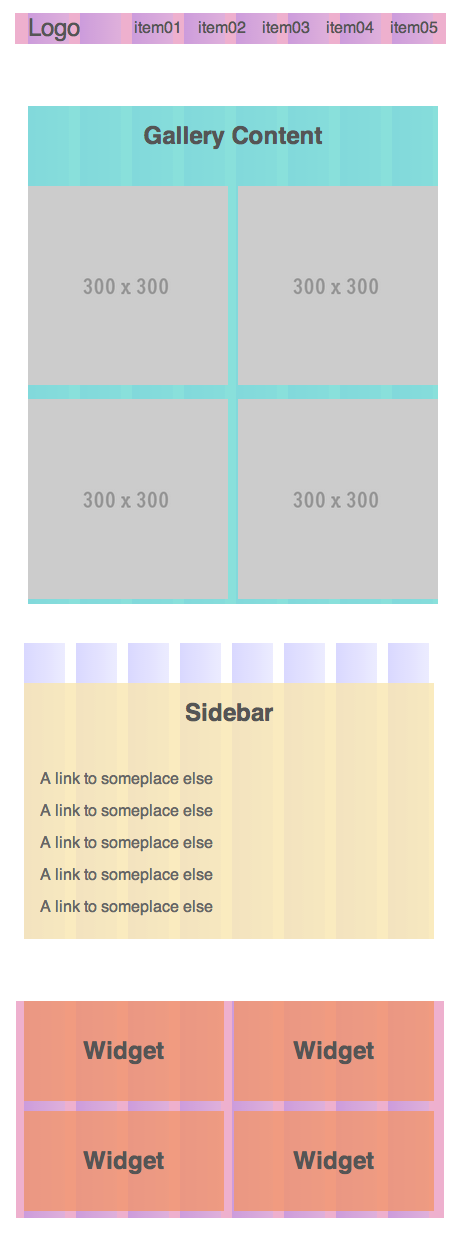 Logo item01 item02 item03 item04 item05
Gallery Content
300 x 300 300 x 300
300 x 300 300 x 300
Sidebar
A link to someplace else
A link to someplace else
A link to someplace else
A link to someplace else
A link to someplace else
Widget Widget
Widget Widget